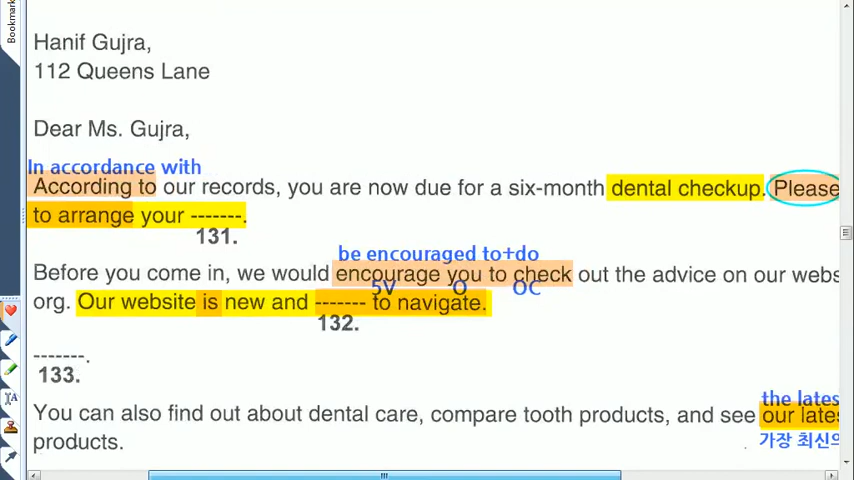 Bookmark
Hanif Gujra,
112 Queens Lane
Dear Ms. Gujra,
In accordance with
According to our records, you are now due for a six-month dental checkup. Please
to arrange your -------.
131.
be encouraged to+do
Before you come in, we would encourage you to check out the advice on our webs
5V O OC
org. Our website is new and ------- to navigate.
132.
-------.
133.
the lates
You can also find out about dental care, compare tooth products, and see our lates
가장 최신의
products.